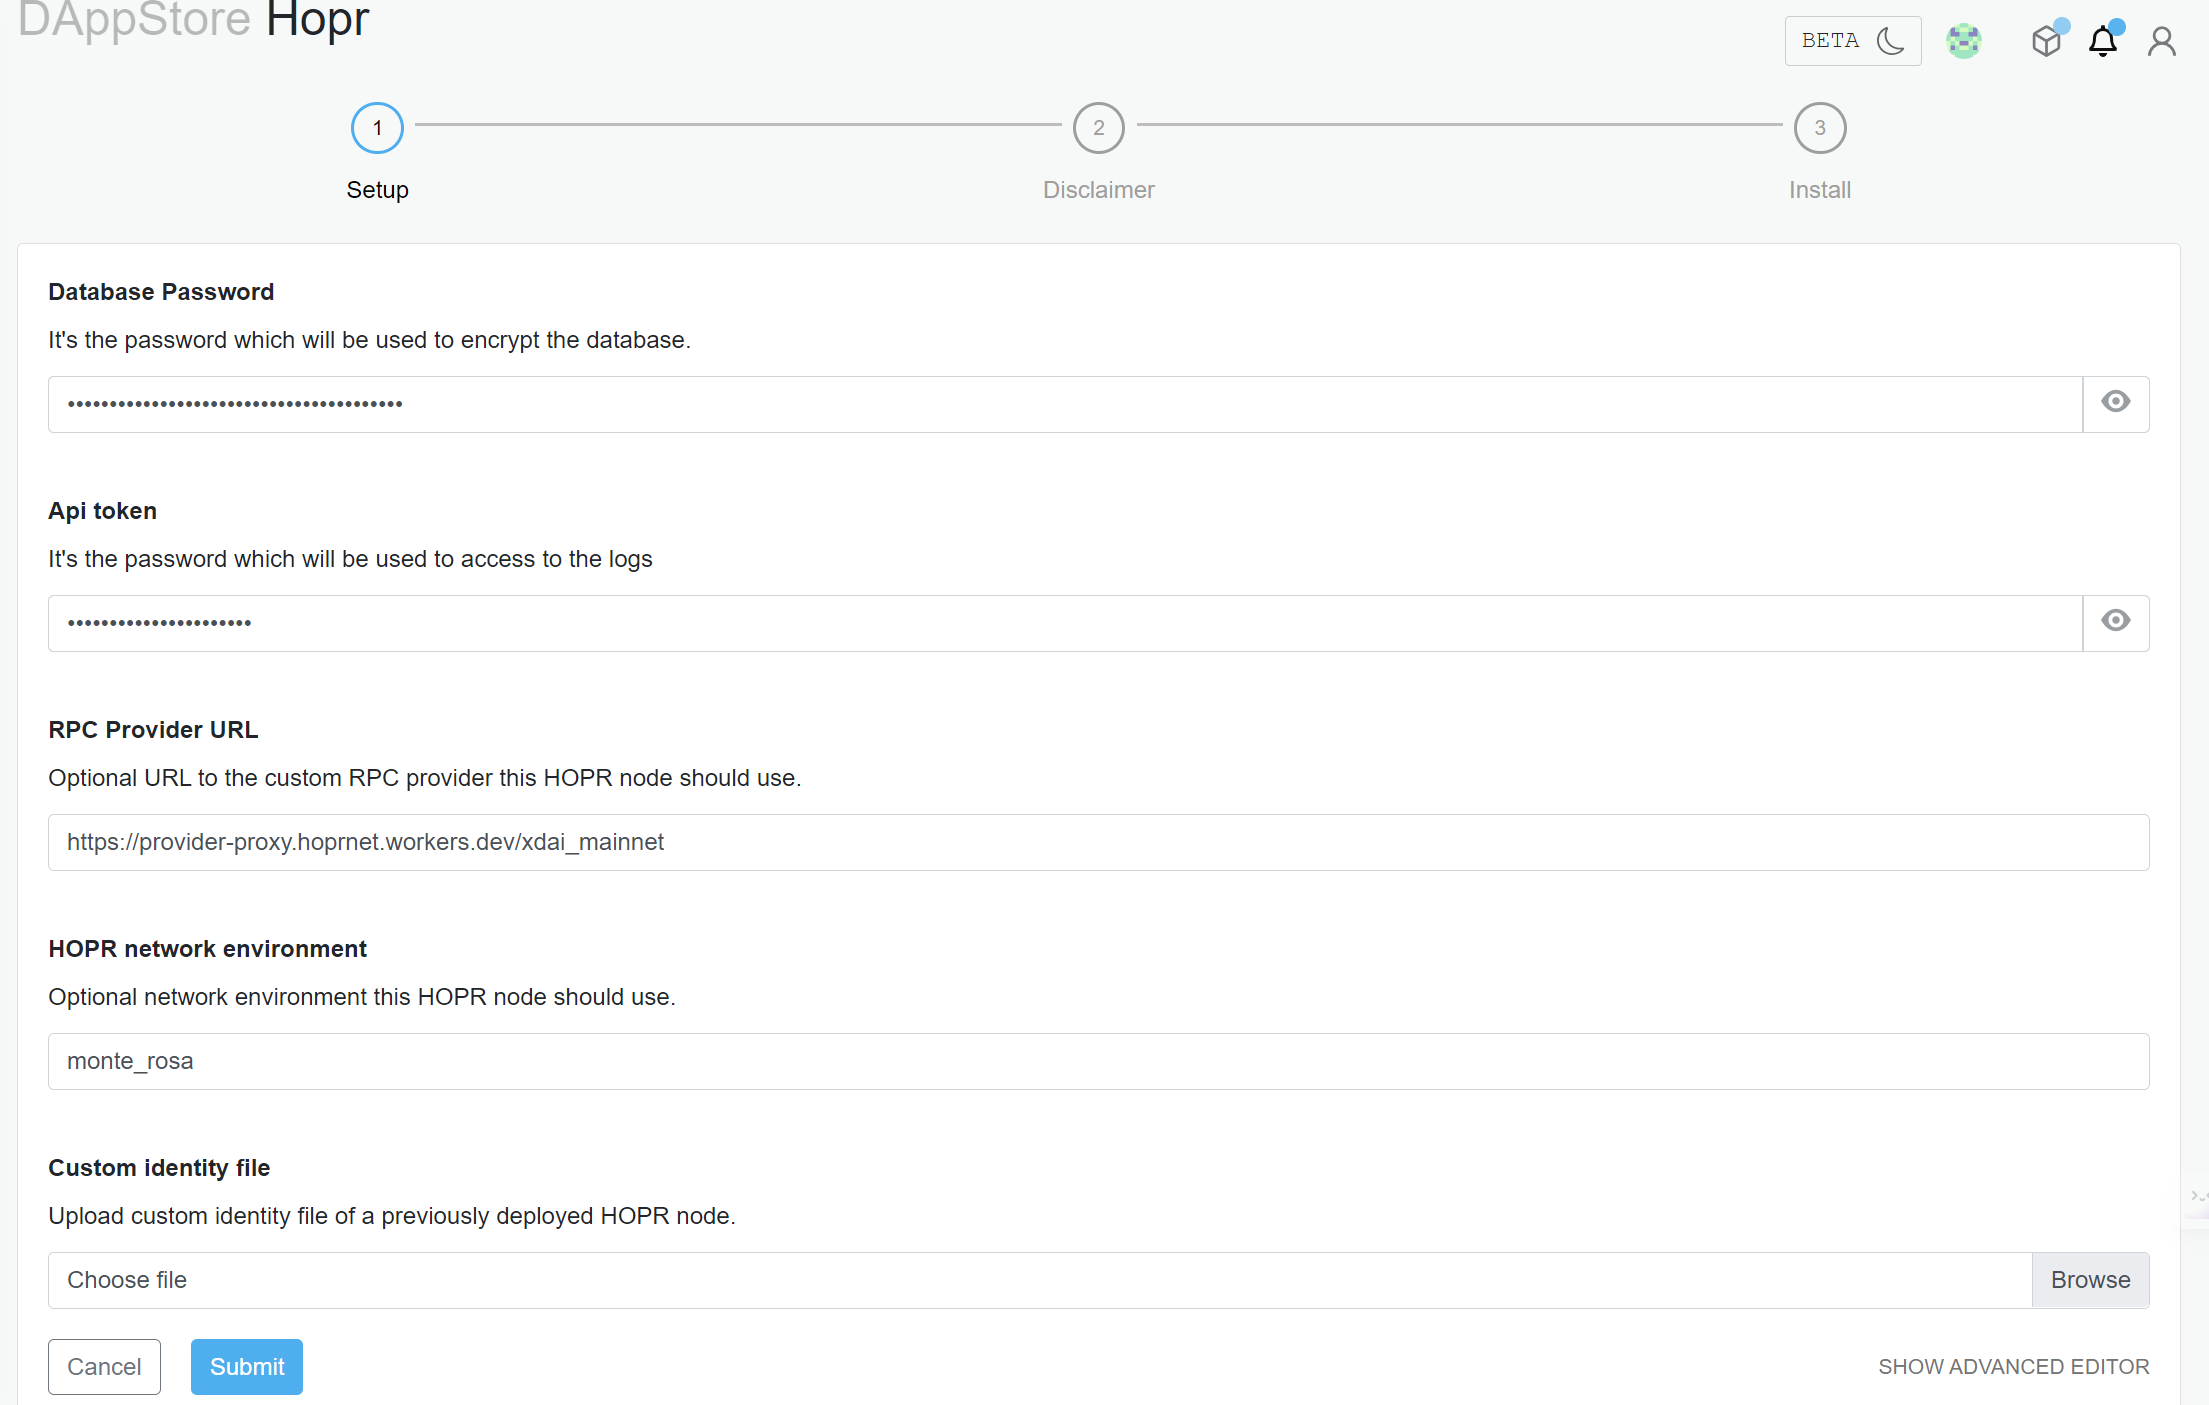 DAppStore Hopr
BETA
1
2
3
Setup
Disclaimer
Install
Database Password
It's the password which will be used to encrypt the database.
••••••••••••••••••••••••••••••••••••••••
Api token
It's the password which will be used to access to the logs
••••••••••••••••••••••
RPC Provider URL
Optional URL to the custom RPC provider this HOPR node should use.
https://provider-proxy.hoprnet.workers.dev/xdai_mainnet
HOPR network environment
Optional network environment this HOPR node should use.
monte_rosa
Custom identity file
Upload custom identity file of a previously deployed HOPR node.
Choose file
Browse
Cancel
Submit
SHOW ADVANCED EDITOR